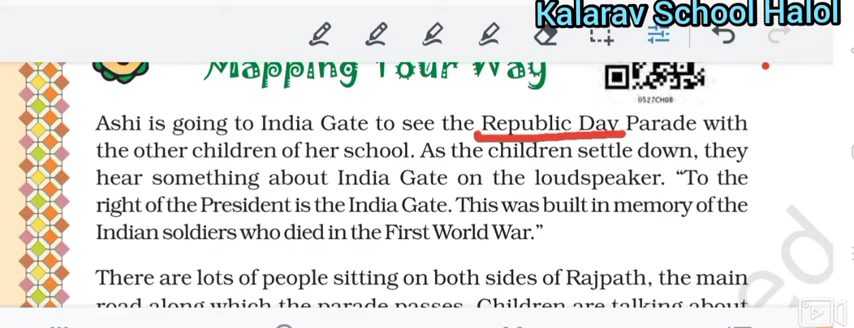 Kalarav School Halol
Mapping Your Way
0527CH08
Ashi is going to India Gate to see the Republic Day Parade with
the other children of her school. As the children settle down, they
hear something about India Gate on the loudspeaker. “To the
right of the President is the India Gate. This was built in memory of the
Indian soldiers who died in the First World War.”
There are lots of people sitting on both sides of Rajpath, the main
road along which the parade passes. Children are talking about